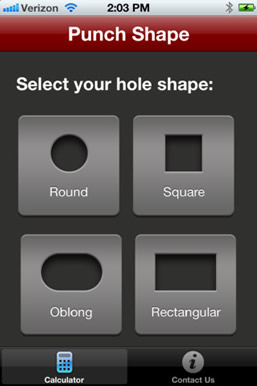 Verizon 2:03 PM
Punch Shape
Select your hole shape:
Round Square
Oblong Rectangular
Calculator Contact Us